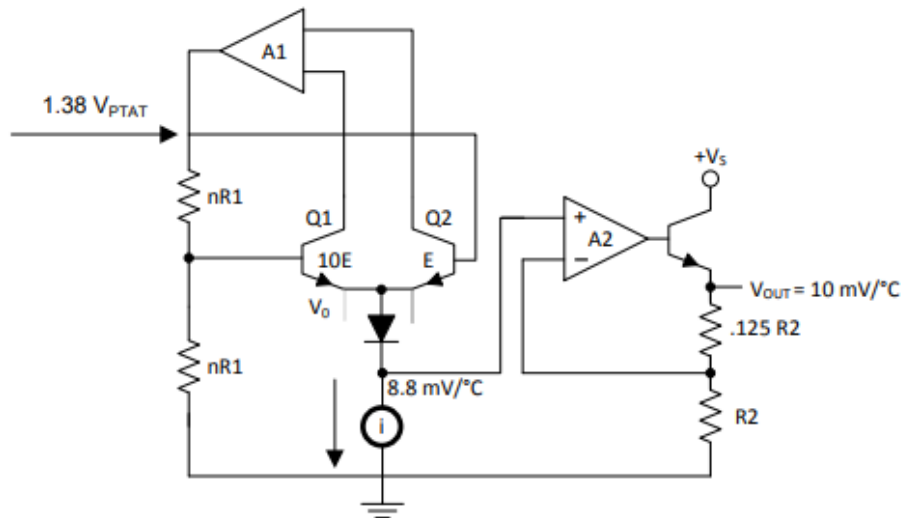 A1
1.38 VPTAT
nR1
Q1
Q2
+VS
10E
E
+
A2
−
V0
VOUT = 10 mV/°C
.125 R2
nR1
8.8 mV/°C
i
R2